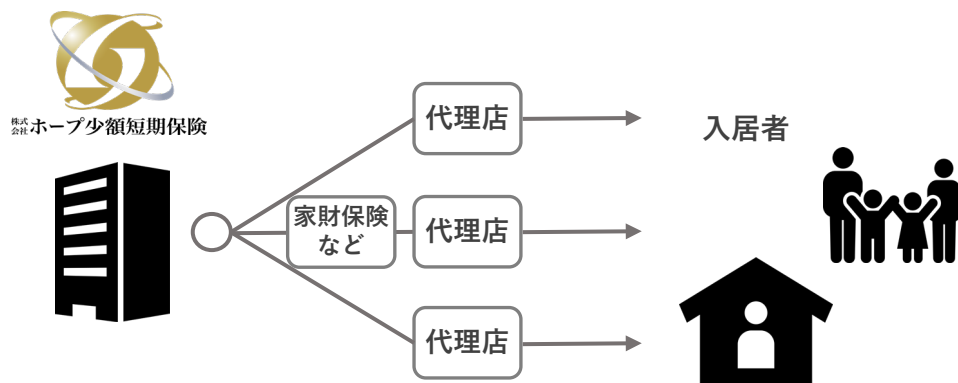 株式会社ホープ少額短期保険
代理店
入居者
家財保険
など
代理店
代理店